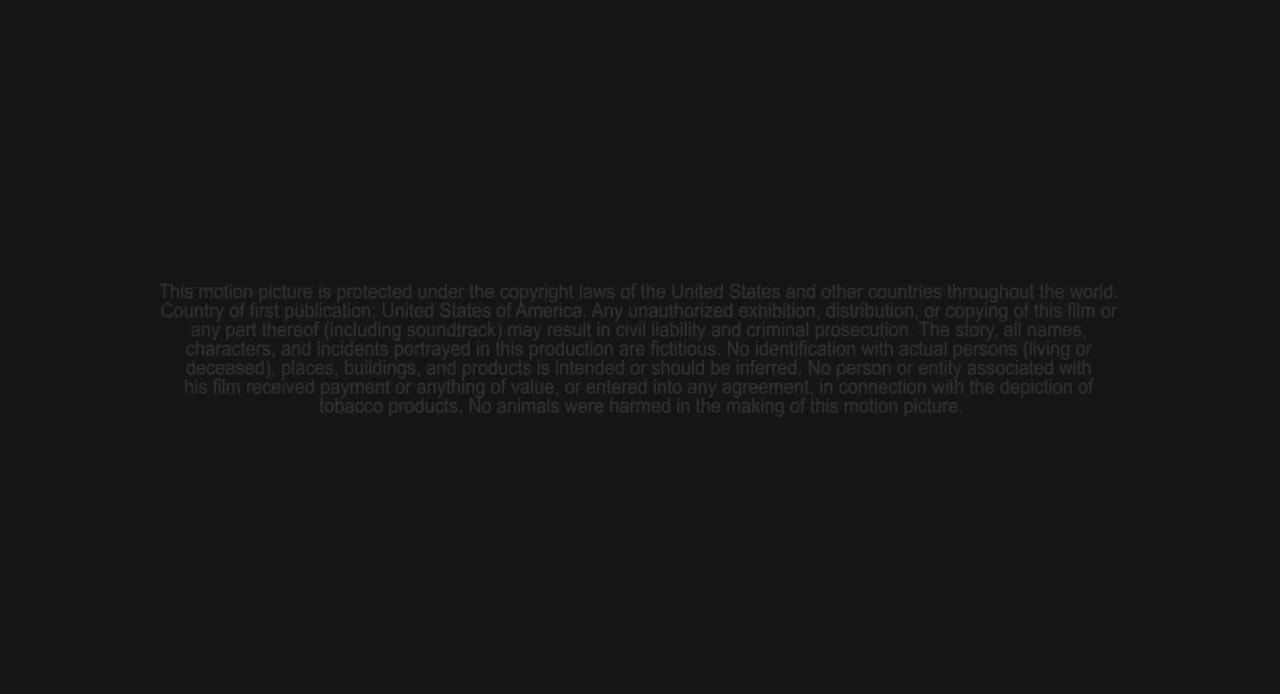 This motion picture is protected under the copyright laws of the United States and other countries throughout the world.
Country of first publication: United States of America. Any unauthorized exhibition, distribution, or copying of this film or
any part thereof (including soundtrack) may result in civil liability and criminal prosecution. The story, all names,
characters, and incidents portrayed in this production are fictitious. No identification with actual persons (living or
deceased), places, buildings, and products is intended or should be inferred. No person or entity associated with
his film received payment or anything of value, or entered into any agreement, in connection with the depiction of
tobacco products. No animals were harmed in the making of this motion picture.